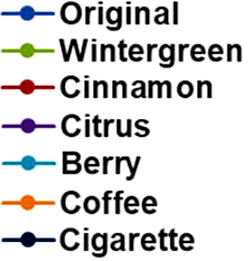 Original
Wintergreen
Cinnamon
Citrus
Berry
Coffee
Cigarette